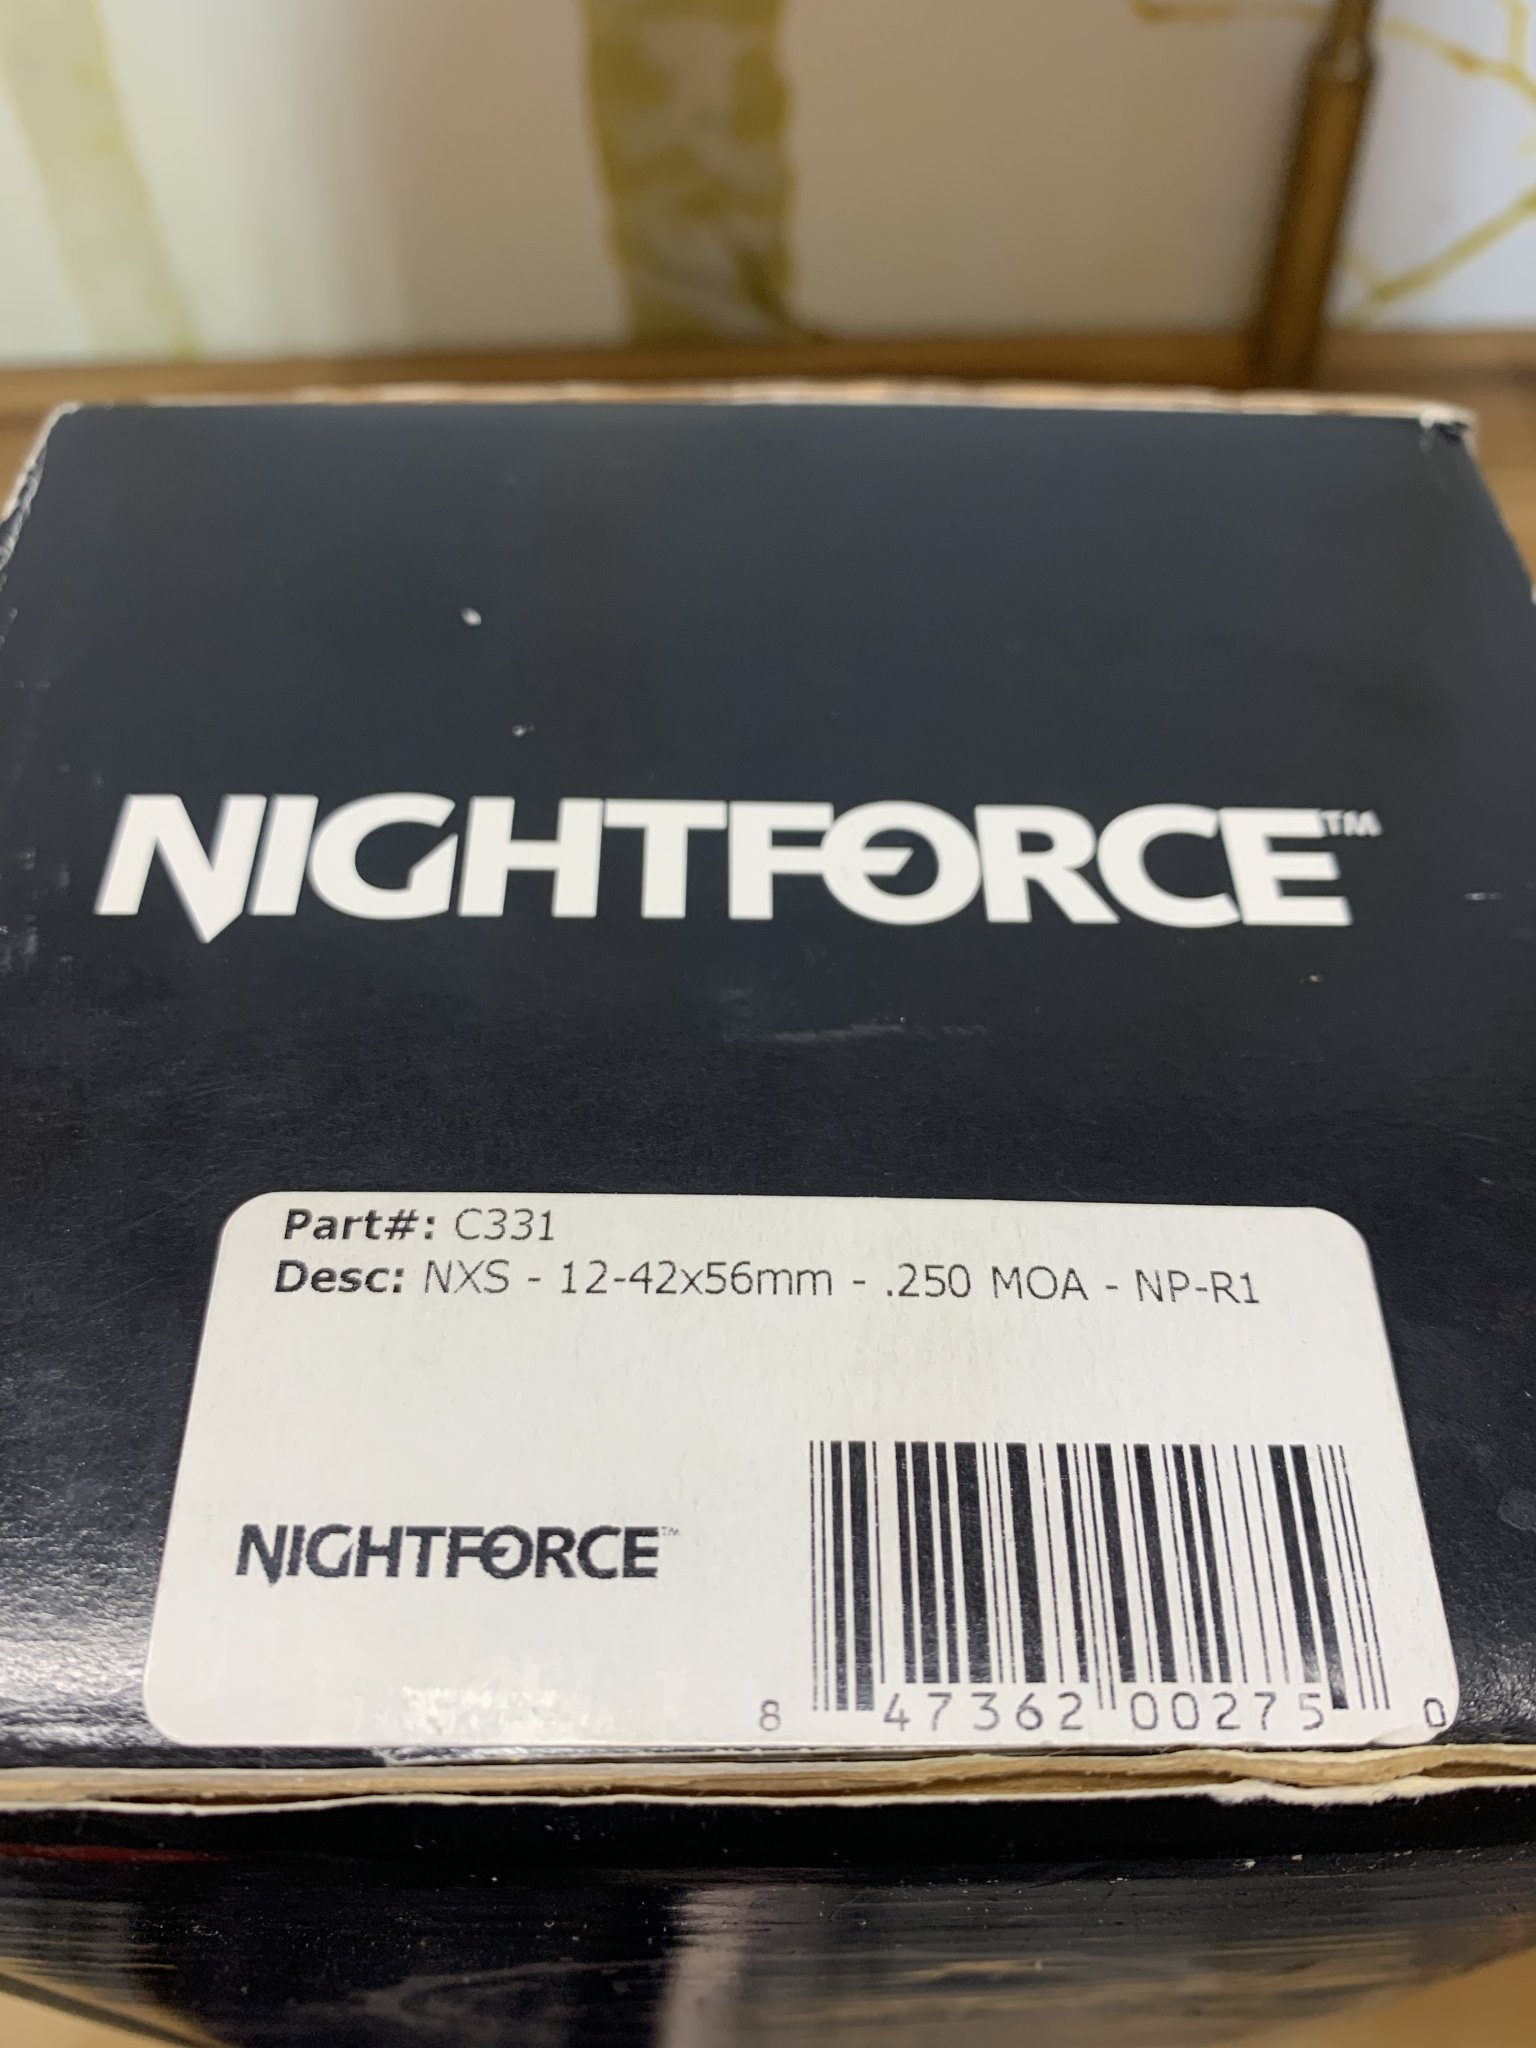 NIGHTFORCE™
Part#: C331
Desc: NXS - 12-42x56mm - .250 MOA - NP-R1
NIGHTFORCE™
8 47362 00275 0